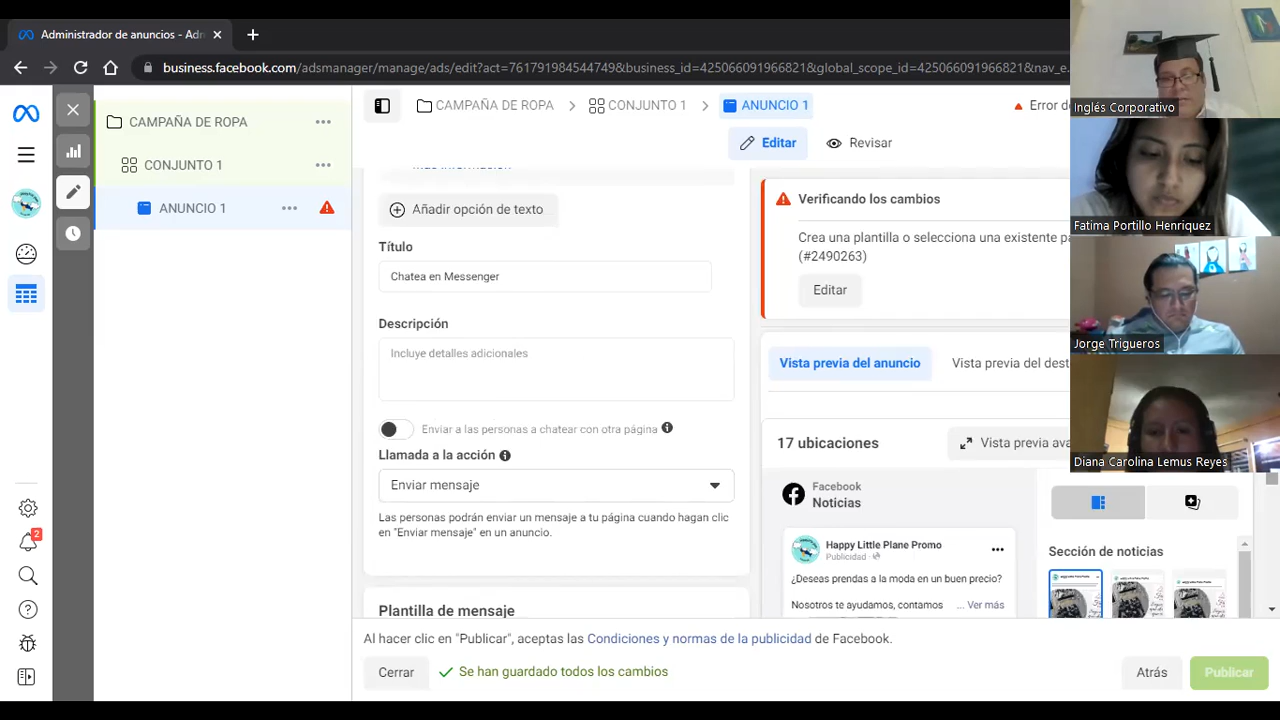 Administrador de anuncios - Adm
business.facebook.com/adsmanager/manage/ads/edit?act=761791984544749&business_id=425066091966821&global_scope_id=425066091966821&nav_e
CAMPAÑA DE ROPA
CONJUNTO 1
ANUNCIO 1
2
CAMPAÑA DE ROPA > CONJUNTO 1 > ANUNCIO 1
Error de
Editar
Revisar
Añadir opción de texto
Título
Chatea en Messenger
Descripción
Incluye detalles adicionales
Enviar a las personas a chatear con otra página
Llamada a la acción
Enviar mensaje
Las personas podrán enviar un mensaje a tu página cuando hagan clic
en "Enviar mensaje" en un anuncio.
Plantilla de mensaje
Verificando los cambios
Crea una plantilla o selecciona una existente pa
(#2490263)
Editar
Vista previa del anuncio
Vista previa del dest
17 ubicaciones
Vista previa ava
Facebook
Noticias
Happy Little Plane Promo
Publicidad
¿Deseas prendas a la moda en un buen precio?
Nosotros te ayudamos, contamos ... Ver más
Sección de noticias
Al hacer clic en "Publicar", aceptas las Condiciones y normas de la publicidad de Facebook.
Cerrar
Se han guardado todos los cambios
Atrás
Publicar
Inglés Corporativo
Fatima Portillo Henriquez
Jorge Trigueros
Diana Carolina Lemus Reyes